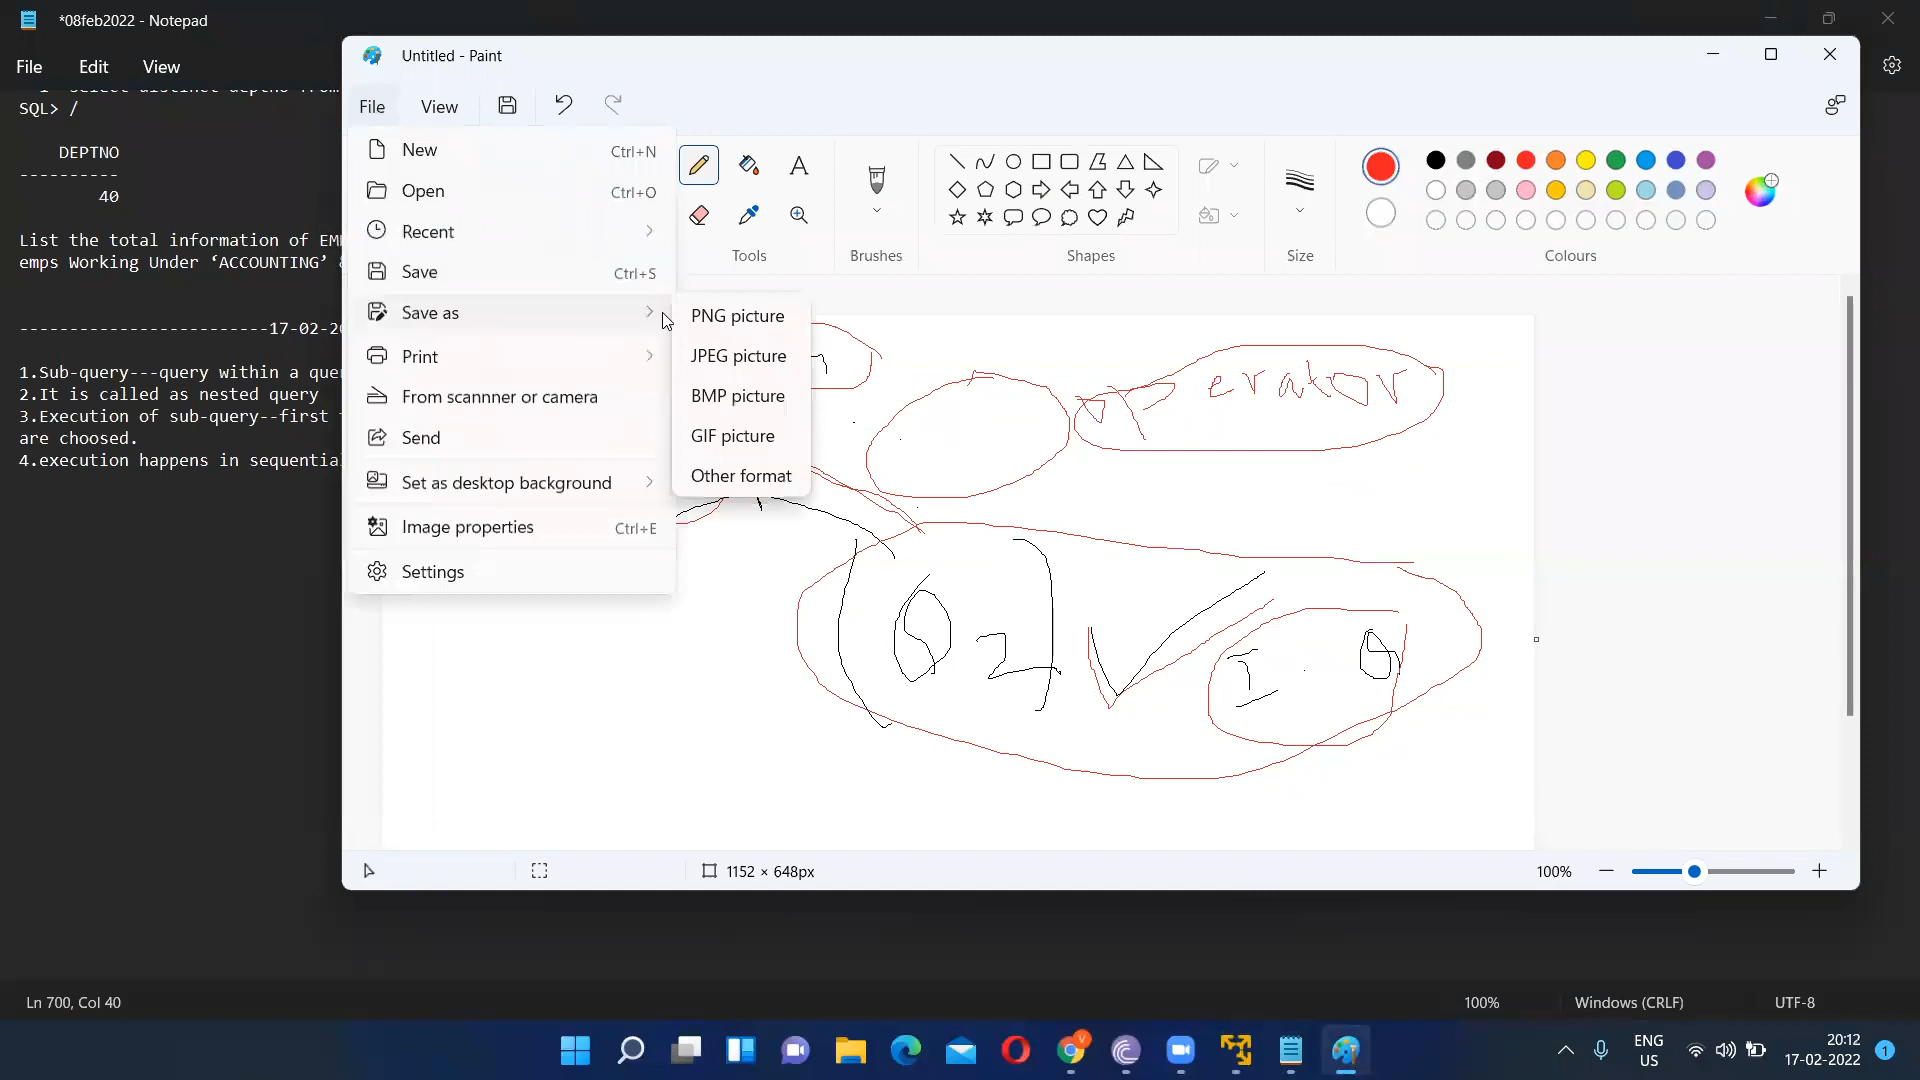 *08feb2022 - Notepad
File Edit View
SQL> /
DEPTNO
----------
40
List the total information of EM
emps Working Under ‘ACCOUNTING’
-------------------------17-02-2
1.Sub-query---query within a que
2.It is called as nested query
3.Execution of sub-query--first
are choosed.
4.execution happens in sequential
Untitled - Paint
File View
New Ctrl+N
Open Ctrl+O
Recent
Save Ctrl+S
Save as
Print
From scannner or camera
Send
Set as desktop background
Image properties Ctrl+E
Settings
PNG picture
JPEG picture
BMP picture
GIF picture
Other format
A
Tools Brushes Shapes Size Colours
operator
Q2
I.Q
1152 × 648px
100%
Ln 700, Col 40 100% Windows (CRLF) UTF-8
V
ENG
US
20:12
17-02-2022
1